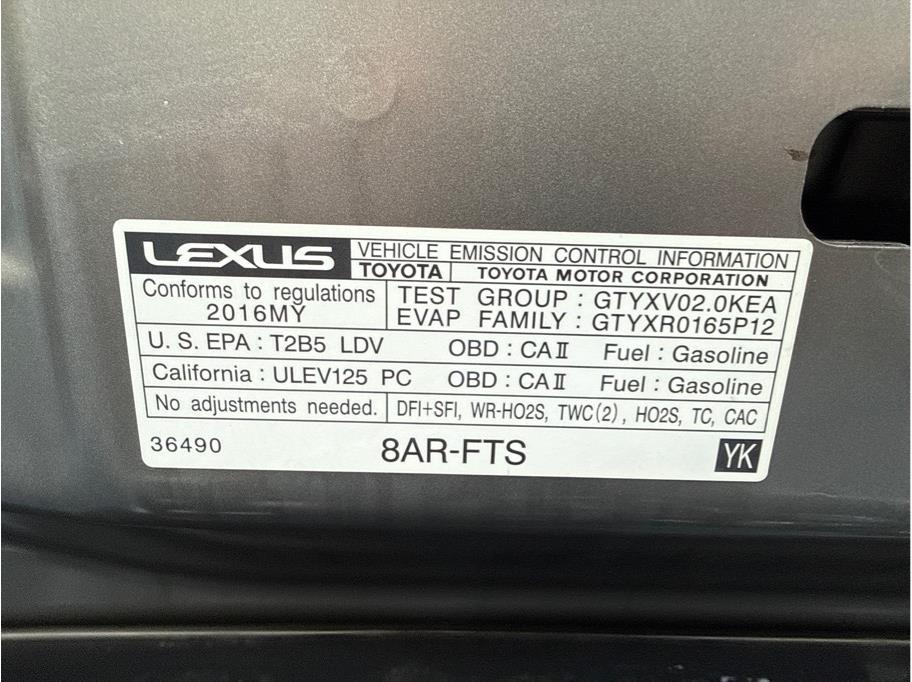 LEXUS VEHICLE EMISSION CONTROL INFORMATION
TOYOTA TOYOTA MOTOR CORPORATION
Conforms to regulations
2016MY
TEST GROUP : GTYXV02.0KEA
EVAP FAMILY : GTYXR0165P12
U. S. EPA : T2B5 LDV OBD : CAⅡ Fuel : Gasoline
California : ULEV125 PC OBD : CAⅡ Fuel : Gasoline
No adjustments needed. DFI+SFI, WR-HO2S, TWC(2), HO2S, TC, CAC
36490 8AR-FTS YK